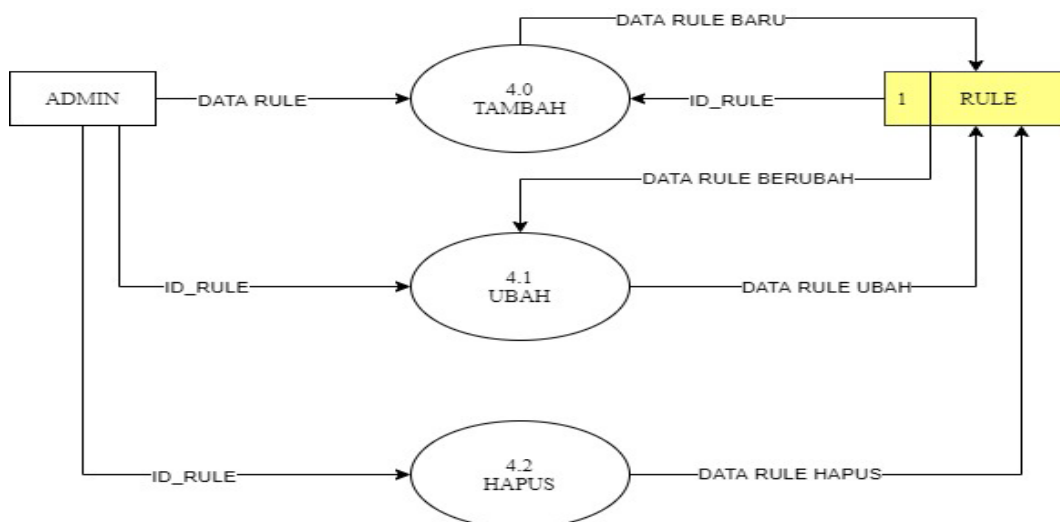 DATA RULE BARU
ADMIN
DATA RULE
4.0
TAMBAH
ID_RULE
1
RULE
DATA RULE BERUBAH
ID_RULE
4.1
UBAH
DATA RULE UBAH
ID_RULE
4.2
HAPUS
DATA RULE HAPUS